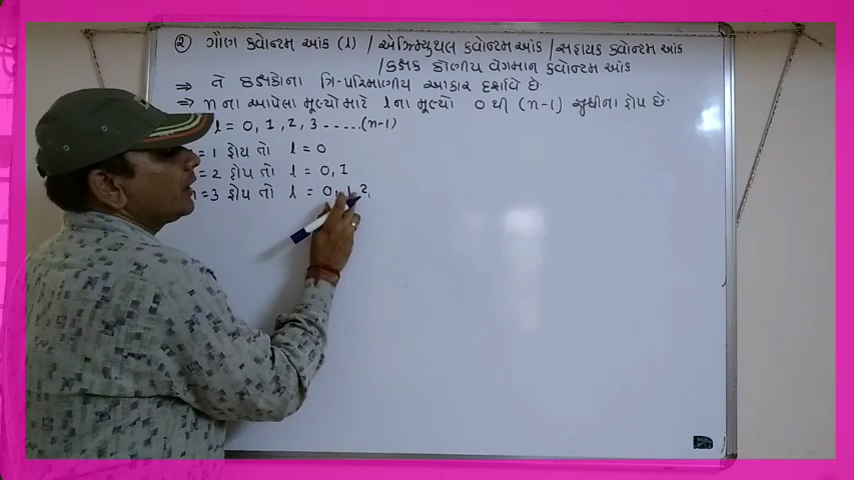 ② ગૌણ ક્વોન્ટમ આંક (l) / એઝિમ્યુથલ ક્વોન્ટમ આંક / સહાયક ક્વોન્ટમ આંક
/ કક્ષક કોણીય વેગમાન ક્વોન્ટમ આંક
⇒ તે કક્ષકોના ત્રિ-પરિમાણીય આકાર દર્શાવે છે.
⇒ n ના આપેલા મૂલ્યો માટે l ના મૂલ્યો 0 થી (n-1) સુધીના હોય છે.
l = 0, 1, 2, 3 ..... (n-1)
= 1 હોય તો l = 0
= 2 હોય તો l = 0, 1
n = 3 હોય તો l = 0, 1, 2,